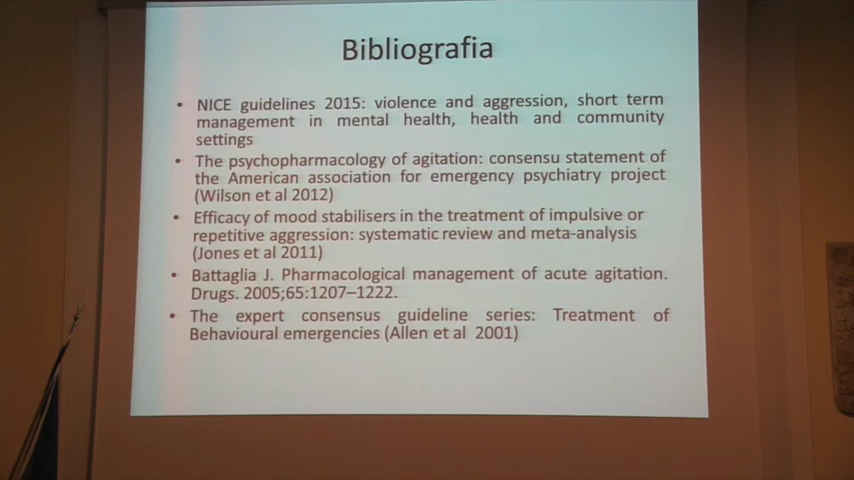 Bibliografia
• NICE guidelines 2015: violence and aggression, short term
management in mental health, health and community
settings
• The psychopharmacology of agitation: consensu statement of
the American association for emergency psychiatry project
(Wilson et al 2012)
• Efficacy of mood stabilisers in the treatment of impulsive or
repetitive aggression: systematic review and meta-analysis
(Jones et al 2011)
• Battaglia J. Pharmacological management of acute agitation.
Drugs. 2005;65:1207–1222.
• The expert consensus guideline series: Treatment of
Behavioural emergencies (Allen et al 2001)